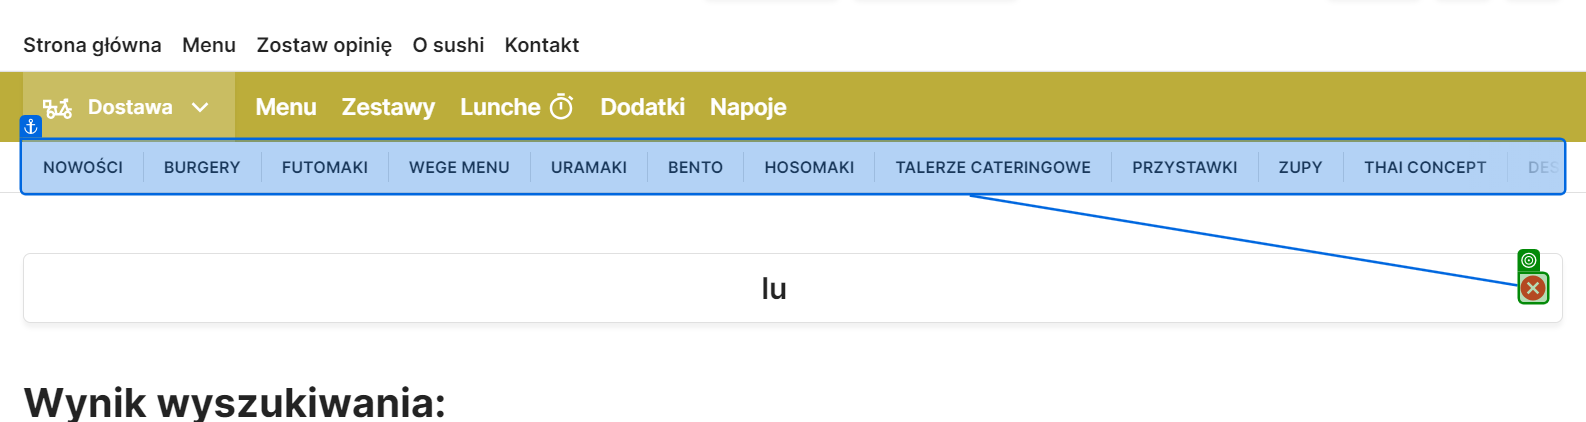 Strona główna Menu Zostaw opinię O sushi Kontakt
Dostawa Menu Zestawy Lunche Dodatki Napoje
NOWOŚCI BURGERY FUTOMAKI WEGE MENU URAMAKI BENTO HOSOMAKI TALERZE CATERINGOWE PRZYSTAWKI ZUPY THAI CONCEPT DES
lu
Wynik wyszukiwania: